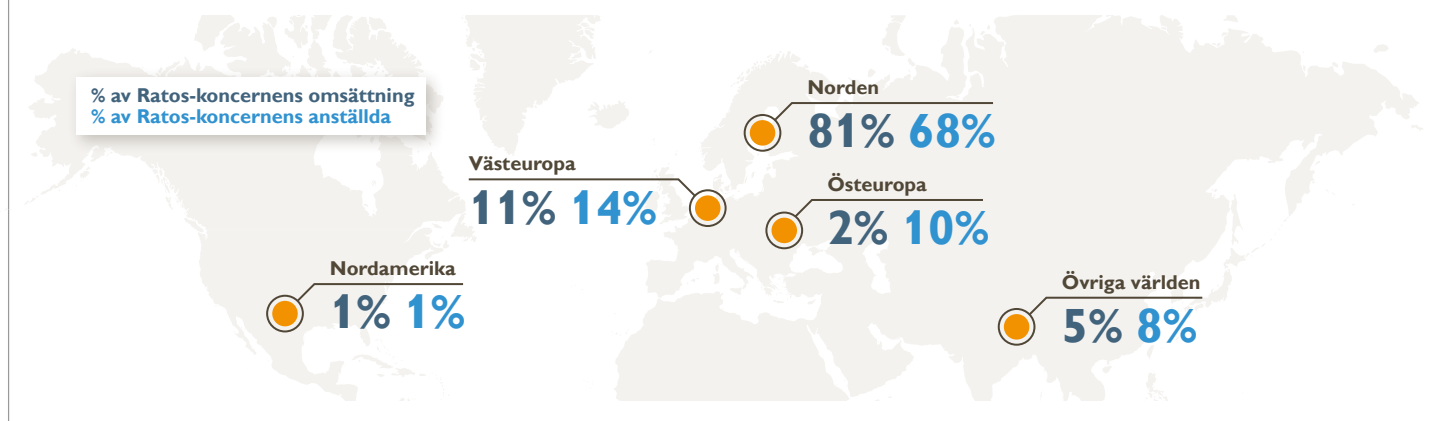 % av Ratos-koncernens omsättning
% av Ratos-koncernens anställda
Norden
81% 68%
Västeuropa
11% 14%
Östeuropa
2% 10%
Nordamerika
1% 1%
Övriga världen
5% 8%